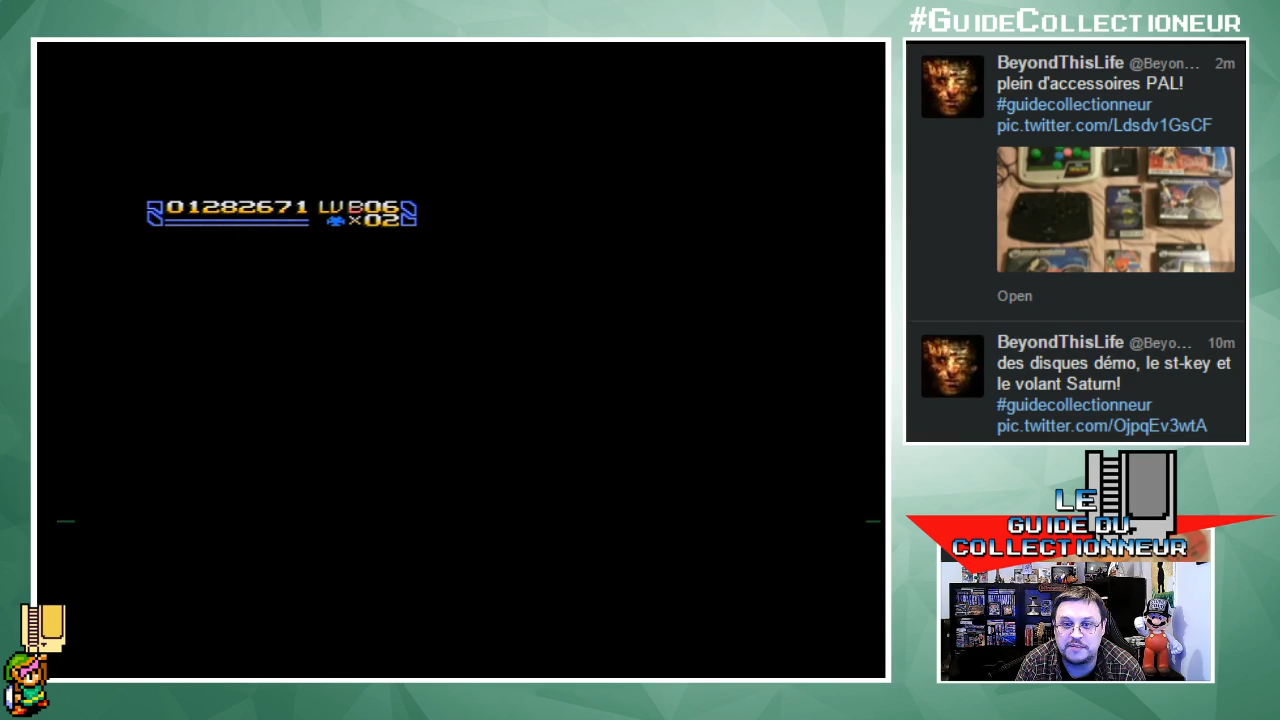 #GUIDECOLLECTIONEUR
01282671 LV B06
×02
BeyondThisLife @Beyon... 2m
plein d'accessoires PAL!
#guidecollectionneur
pic.twitter.com/Ldsdv1GsCF
Open
BeyondThisLife @Beyo... 10m
des disques démo, le st-key et
le volant Saturn!
#guidecollectionneur
pic.twitter.com/OjpqEv3wtA
LE
GUIDE DU
COLLECTIONNEUR